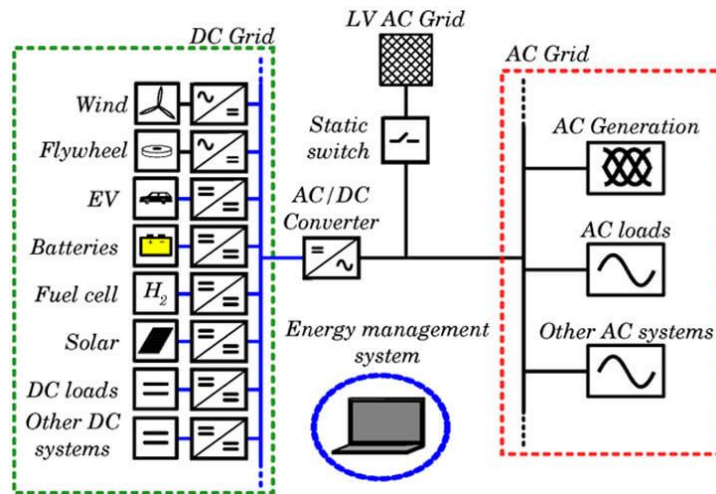 DC Grid
LV AC Grid
AC Grid
Wind
Flywheel
EV
Batteries
Fuel cell
H2
Solar
DC loads
Other DC
systems
Static
switch
AC/DC
Converter
Energy management
system
AC Generation
AC loads
Other AC systems